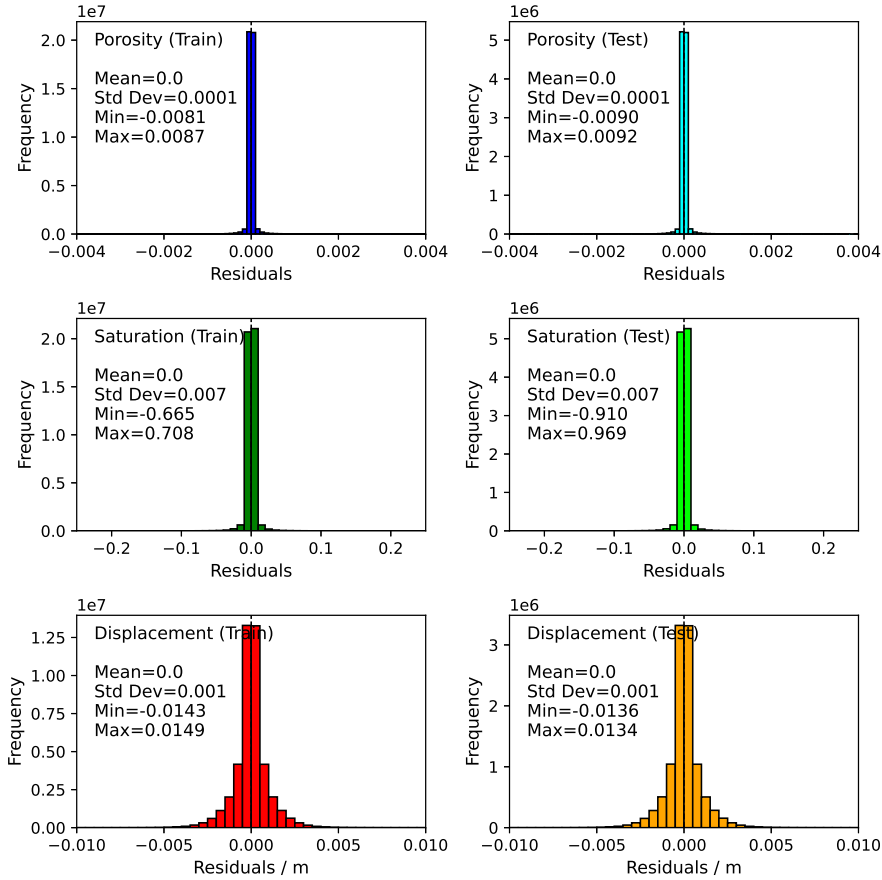 1e7
Porosity (Train)
Mean=0.0
Std Dev=0.0001
Min=-0.0081
Max=0.0087
Frequency
2.0
1.5
1.0
0.5
0.0
−0.004 −0.002 0.000 0.002 0.004
Residuals
1e6
Porosity (Test)
Mean=0.0
Std Dev=0.0001
Min=-0.0090
Max=0.0092
Frequency
5
4
3
2
1
0
−0.004 −0.002 0.000 0.002 0.004
Residuals
1e7
Saturation (Train)
Mean=0.0
Std Dev=0.007
Min=-0.665
Max=0.708
Frequency
2.0
1.5
1.0
0.5
0.0
−0.2 −0.1 0.0 0.1 0.2
Residuals
1e6
Saturation (Test)
Mean=0.0
Std Dev=0.007
Min=-0.910
Max=0.969
Frequency
5
4
3
2
1
0
−0.2 −0.1 0.0 0.1 0.2
Residuals
1e7
Displacement (Train)
Mean=0.0
Std Dev=0.001
Min=-0.0143
Max=0.0149
Frequency
1.25
1.00
0.75
0.50
0.25
0.00
−0.010 −0.005 0.000 0.005 0.010
Residuals / m
1e6
Displacement (Test)
Mean=0.0
Std Dev=0.001
Min=-0.0136
Max=0.0134
Frequency
3
2
1
0
−0.010 −0.005 0.000 0.005 0.010
Residuals / m